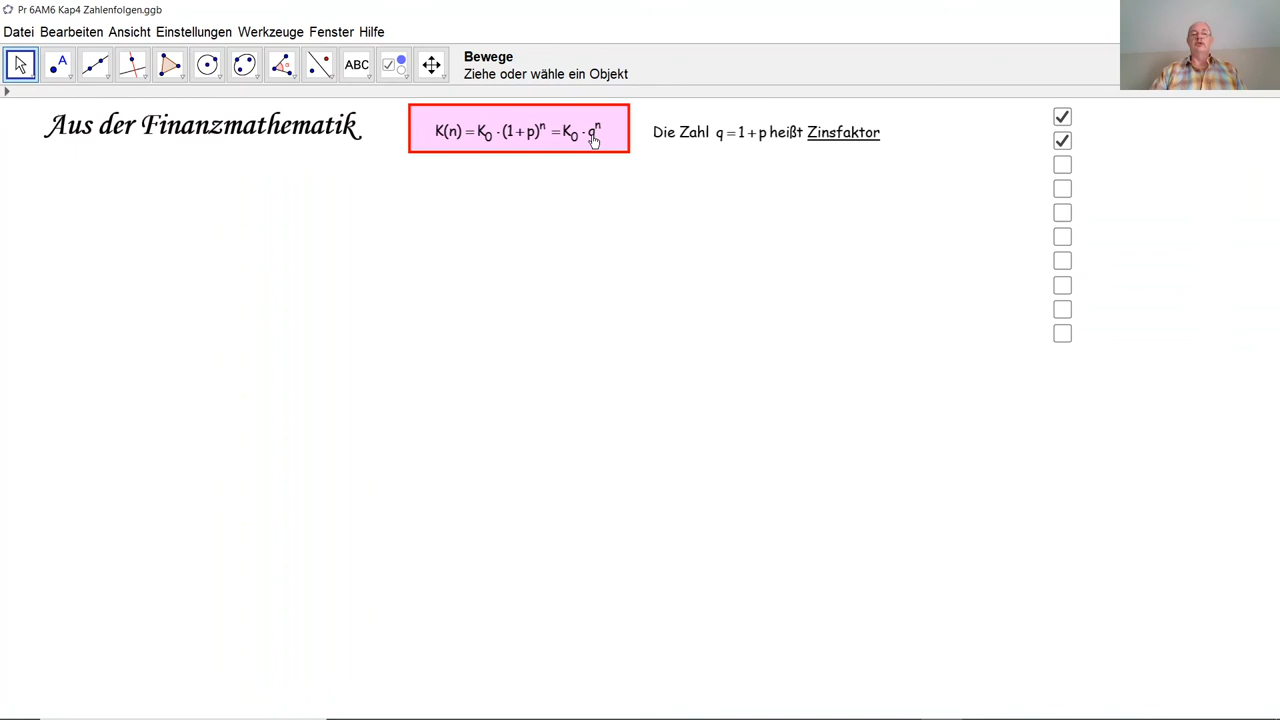 Pr 6AM6 Kap4 Zahlenfolgen.ggb
Datei Bearbeiten Ansicht Einstellungen Werkzeuge Fenster Hilfe
A
ABC
Bewege
Ziehe oder wähle ein Objekt
Aus der Finanzmathematik
K(n) = K₀ · (1 + p)ⁿ = K₀ · qⁿ
Die Zahl q = 1 + p heißt Zinsfaktor